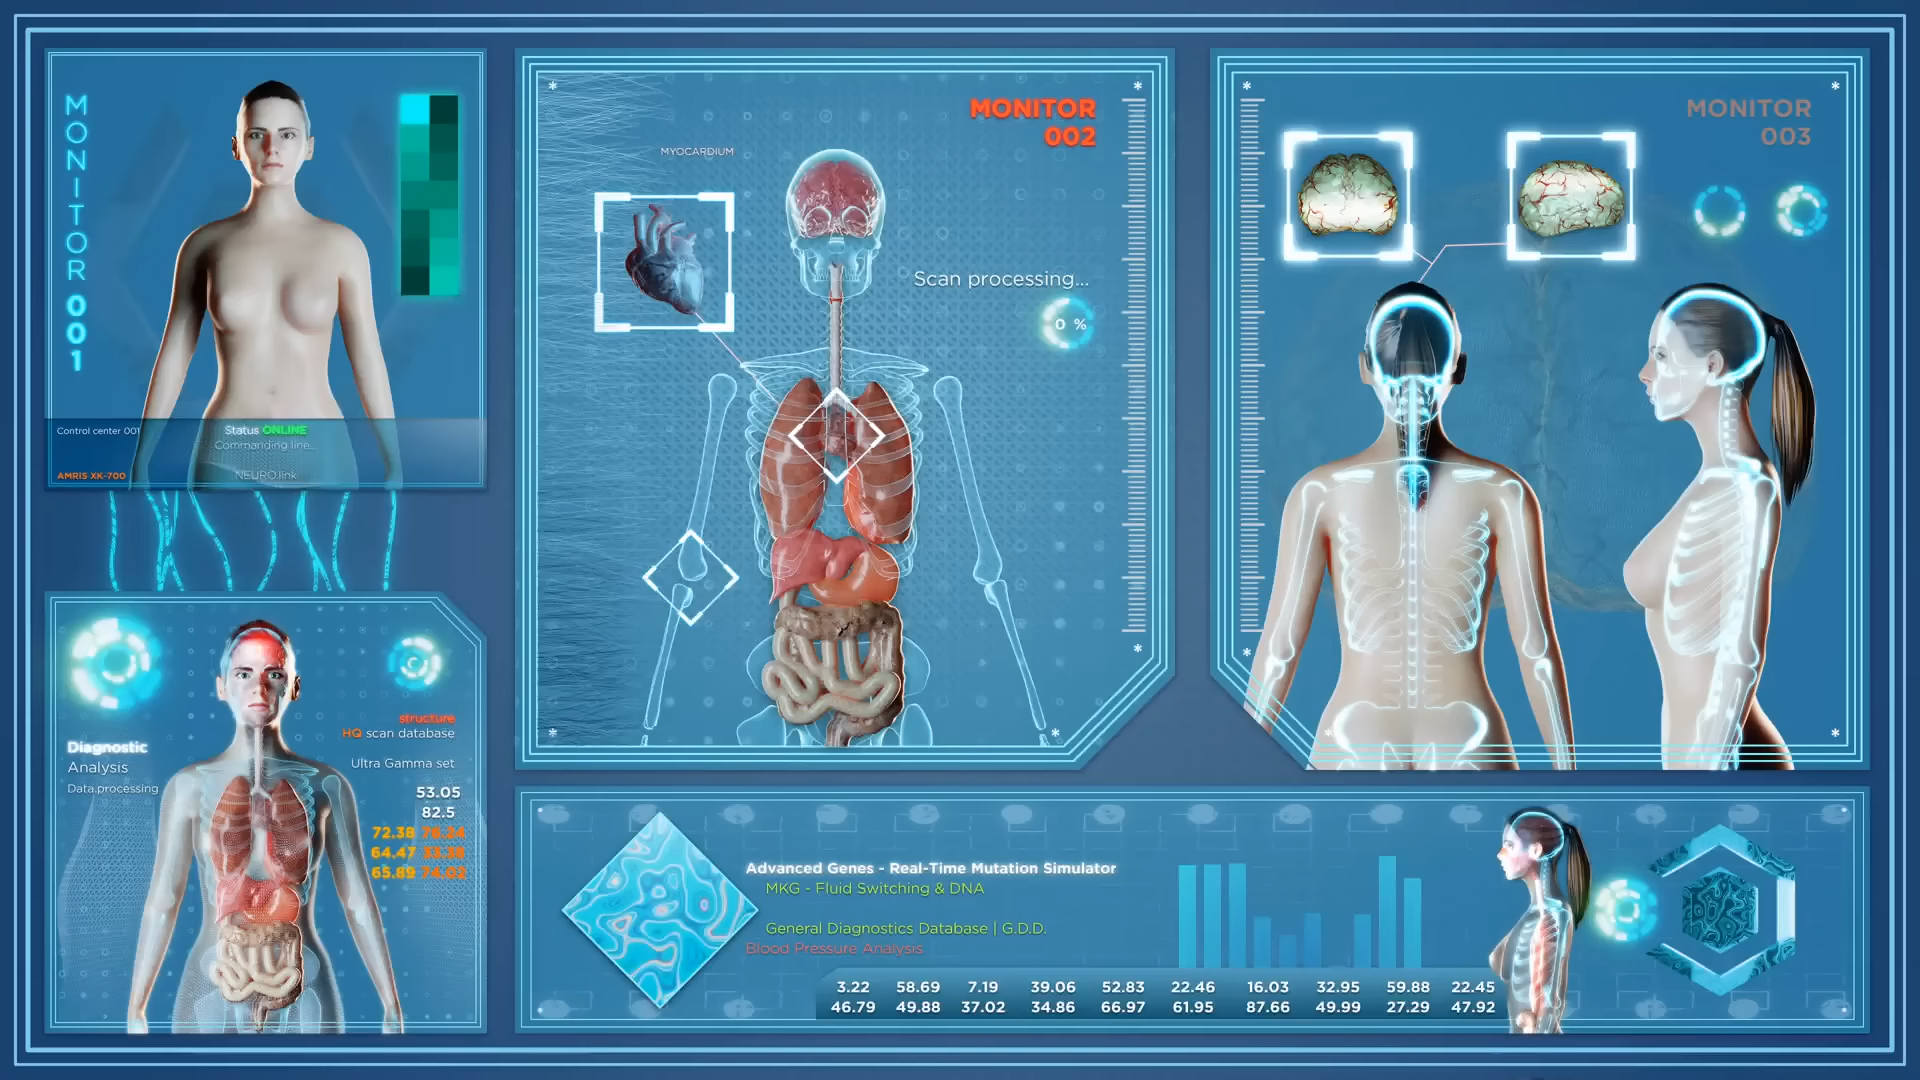 MONITOR 001
Control center 001
Status ONLINE
Commanding line...
AMRIS XK-700
NEURO.link
MONITOR
002
MYOCARDIUM
Scan processing...
0 %
MONITOR
003
structure
HQ scan database
Diagnostic
Analysis
Ultra Gamma set
Data.processing
53.05
82.5
72.38
64.47
65.89 74.02
Advanced Genes - Real-Time Mutation Simulator
MKG - Fluid Switching & DNA
General Diagnostics Database | G.D.D.
Blood Pressure Analysis
3.22 58.69 7.19 39.06 52.83 22.46 16.03 32.95 59.88 22.45
46.79 49.88 37.02 34.86 66.97 61.95 87.66 49.99 27.29 47.92